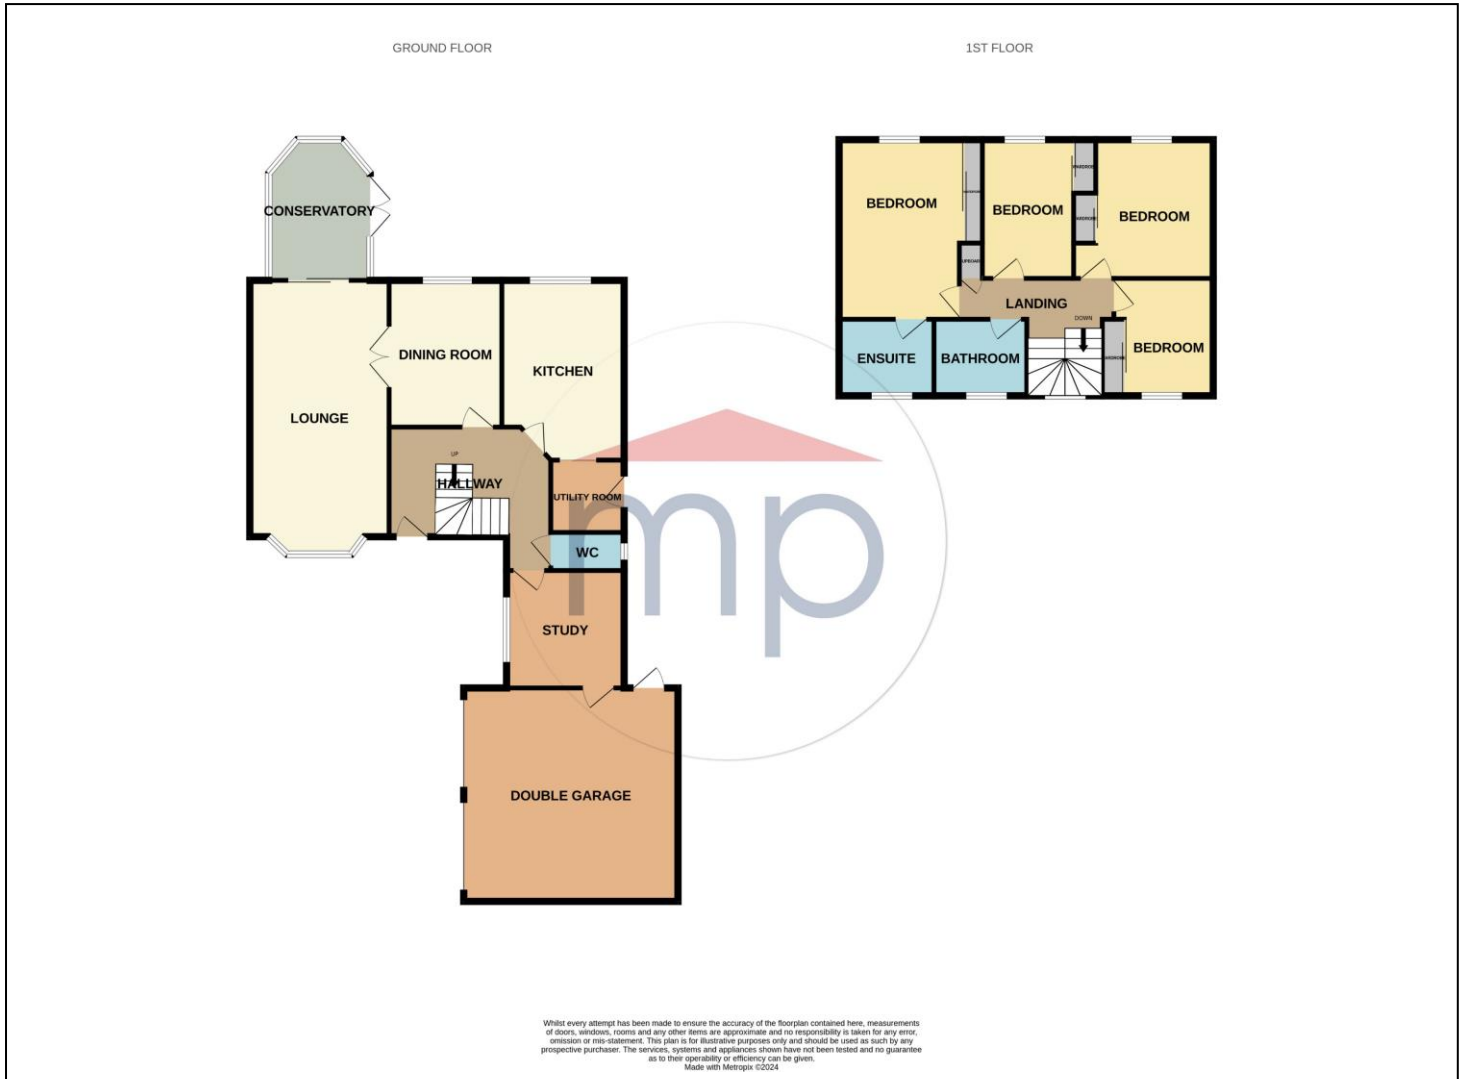 GROUND FLOOR
1ST FLOOR
CONSERVATORY
LOUNGE
DINING ROOM
KITCHEN
UP
HALLWAY
UTILITY ROOM
WC
STUDY
DOUBLE GARAGE
BEDROOM
BEDROOM
BEDROOM
LANDING
DOWN
ENSUITE
BATHROOM
BEDROOM
mp
Whilst every attempt has been made to ensure the accuracy of the floorplan contained here, measurements
of doors, windows, rooms and any other items are approximate and no responsibility is taken for any error,
omission or mis-statement. This plan is for illustrative purposes only and should be used as such by any
prospective purchaser. The services, systems and appliances shown have not been tested and no guarantee
as to their operability or efficiency can be given.
Made with Metropix ©2024